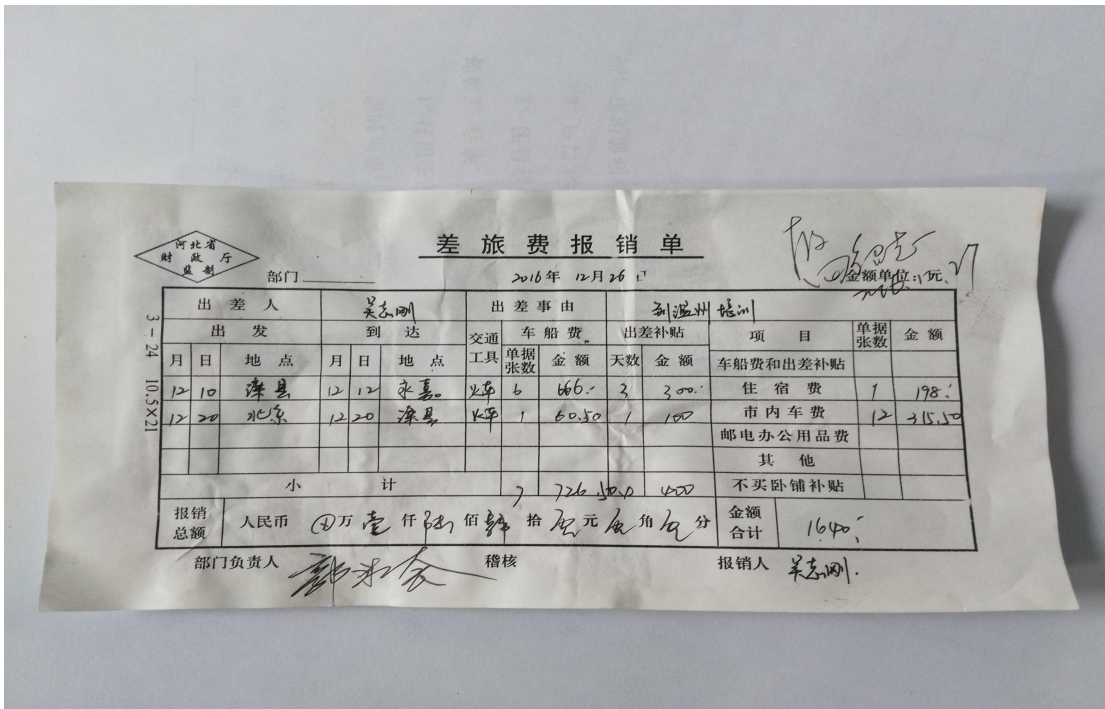 河北省
财政厅
监制
差旅费报销单
部门
2016年 12月26日
金额单位:元
出差人 吴志刚 出差事由 到温州培训
出发 到达 交通工具 车船费 出差补贴 项目 单据张数 金额
月 日 地点 月 日 地点 单据张数 金额 天数 金额 车船费和出差补贴
12 10 滦县 12 12 永嘉 火车 6 666.- 3 300.- 住宿费 1 198.-
12 20 北京 12 20 滦县 火车 1 60.50 1 100 市内车费 12 315.50
邮电办公用品费
其他
小计 7 726.50 400 不买卧铺补贴
报销总额 人民币 万壹仟陆佰肆拾元角分 金额合计 1640.-
部门负责人 稽核 报销人 吴志刚.
3-24 10.5×21